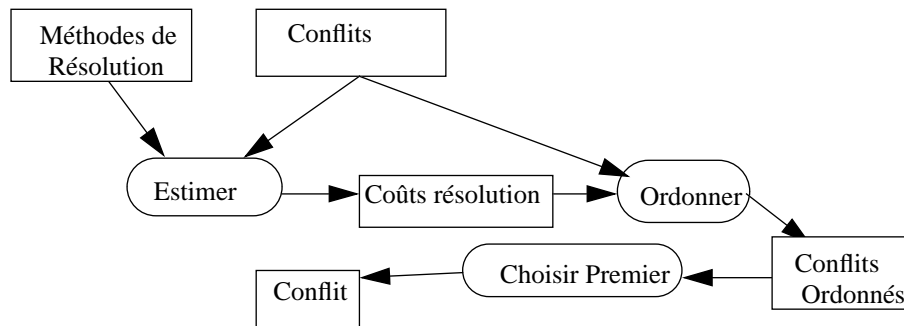 Méthodes de
Résolution
Conflits
Estimer
Coûts résolution
Ordonner
Conflits
Ordonnés
Choisir Premier
Conflit